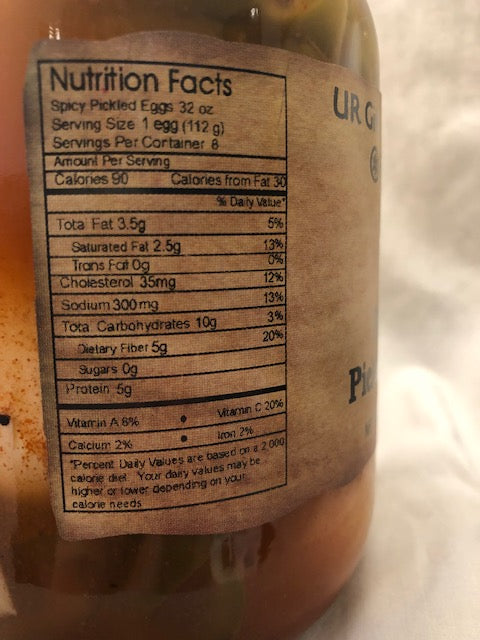 Nutrition Facts
Spicy Pickled Eggs 32 oz
Serving Size 1 egg (112 g)
Servings Per Container 8
Amount Per Serving
Calories 90 Calories from Fat 30
% Daily Value*
Total Fat 3.5g 5%
Saturated Fat 2.5g 13%
Trans Fat 0g 0%
Cholesterol 35mg 12%
Sodium 300mg 13%
Total Carbohydrates 10g 3%
Dietary Fiber 5g 20%
Sugars 0g
Protein 5g
Vitamin A 8% • Vitamin C 20%
Calcium 2% • Iron 2%
*Percent Daily Values are based on a 2,000
calorie diet. Your daily values may be
higher or lower depending on your
calorie needs
UR G
Pic